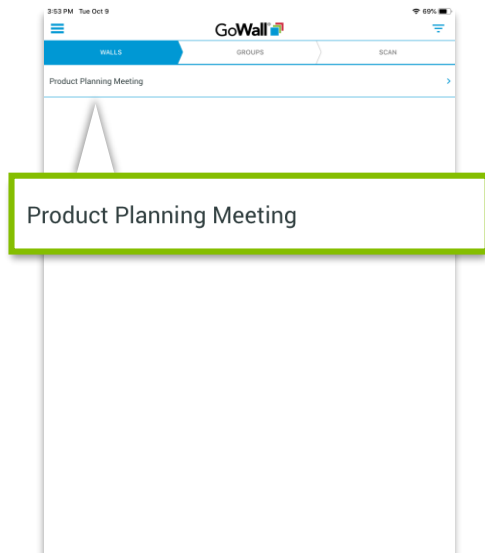 3:53 PM Tue Oct 9 69%
GoWall
WALLS GROUPS SCAN
Product Planning Meeting
Product Planning Meeting